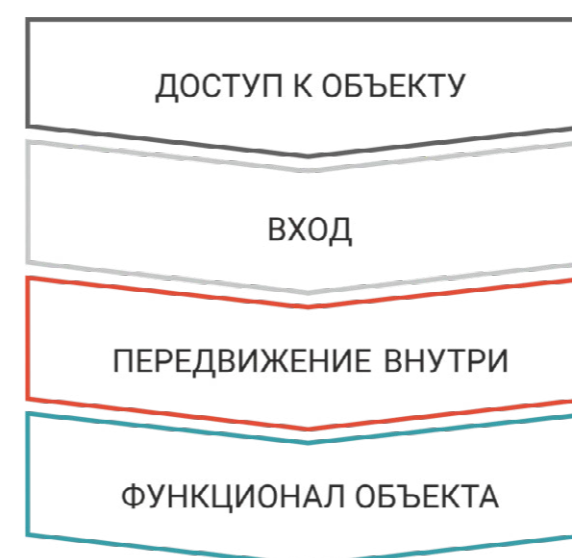 ДОСТУП К ОБЪЕКТУ
ВХОД
ПЕРЕДВИЖЕНИЕ ВНУТРИ
ФУНКЦИОНАЛ ОБЪЕКТА